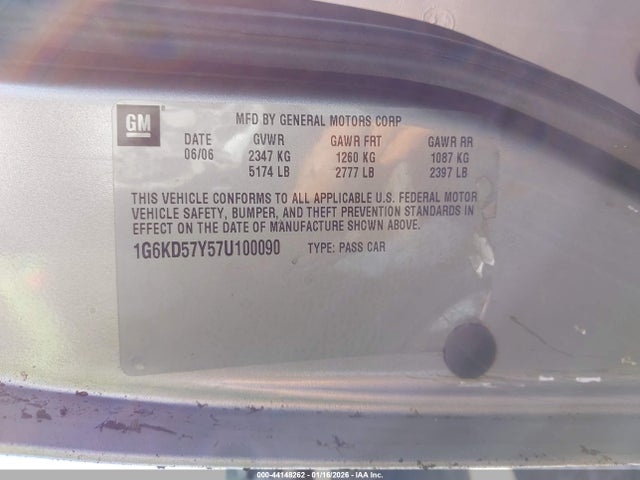 GM
MFD BY GENERAL MOTORS CORP
DATE GVWR GAWR FRT GAWR RR
06/06 2347 KG 1260 KG 1087 KG
5174 LB 2777 LB 2397 LB
THIS VEHICLE CONFORMS TO ALL APPLICABLE U.S. FEDERAL MOTOR
VEHICLE SAFETY, BUMPER, AND THEFT PREVENTION STANDARDS IN
EFFECT ON THE DATE OF MANUFACTURE SHOWN ABOVE.
1G6KD57Y57U100090 TYPE: PASS CAR
000-44148262 - 01/16/2026 - IAA Inc.